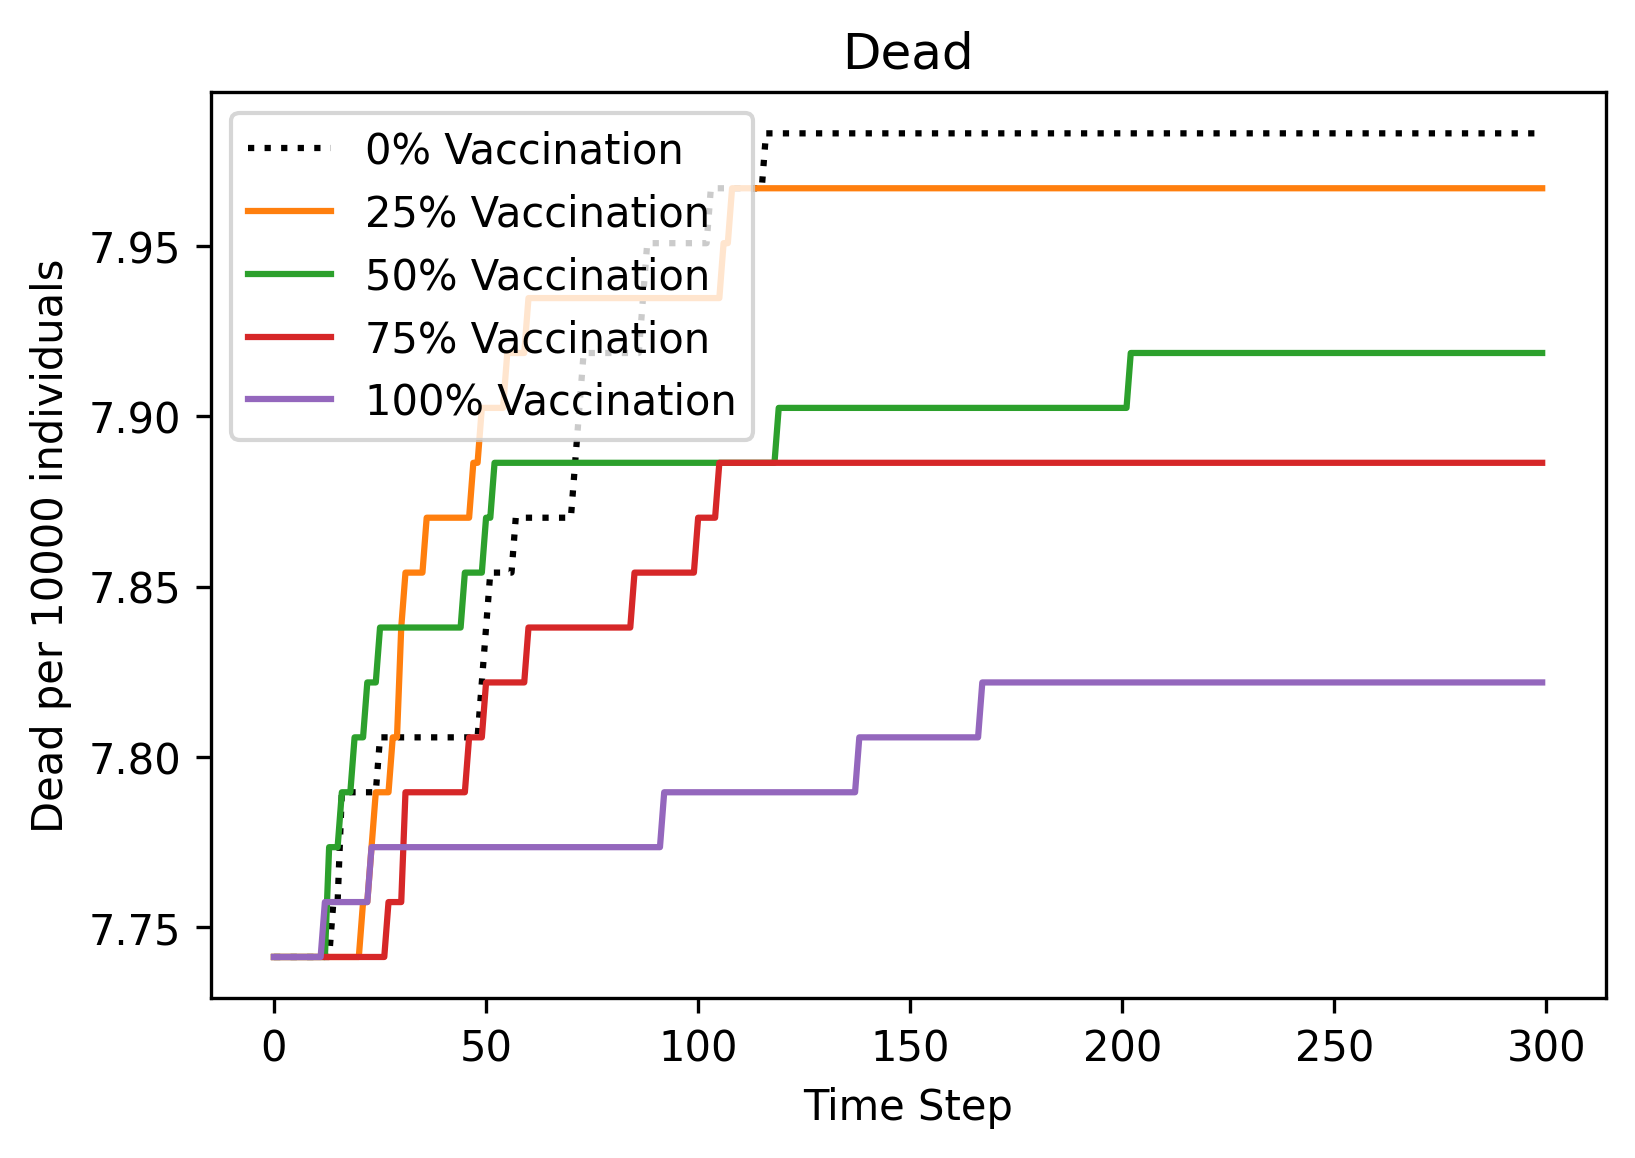 Dead
0% Vaccination
25% Vaccination
50% Vaccination
75% Vaccination
100% Vaccination
Dead per 10000 individuals
7.95
7.90
7.85
7.80
7.75
0 50 100 150 200 250 300
Time Step